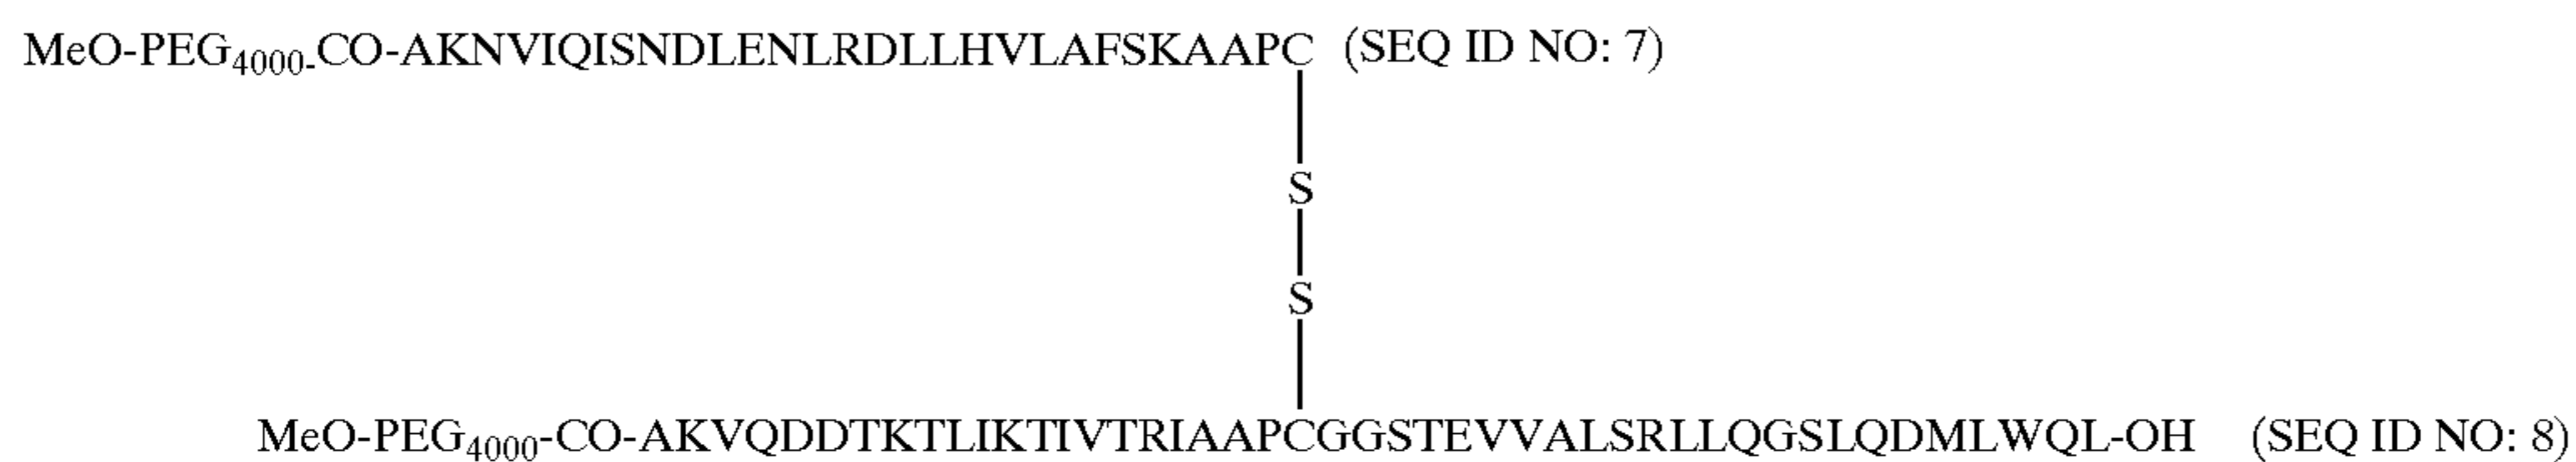 MeO-PEG4000-CO-AKNVIQISNDLENLRDLLHVLAFSKAAPC (SEQ ID NO: 7)
S
S
MeO-PEG4000-CO-AKVQDDTKTLIKTIVTRIAAPCGGSTEVVALSRLLQGSLQDMLWQL-OH (SEQ ID NO: 8)